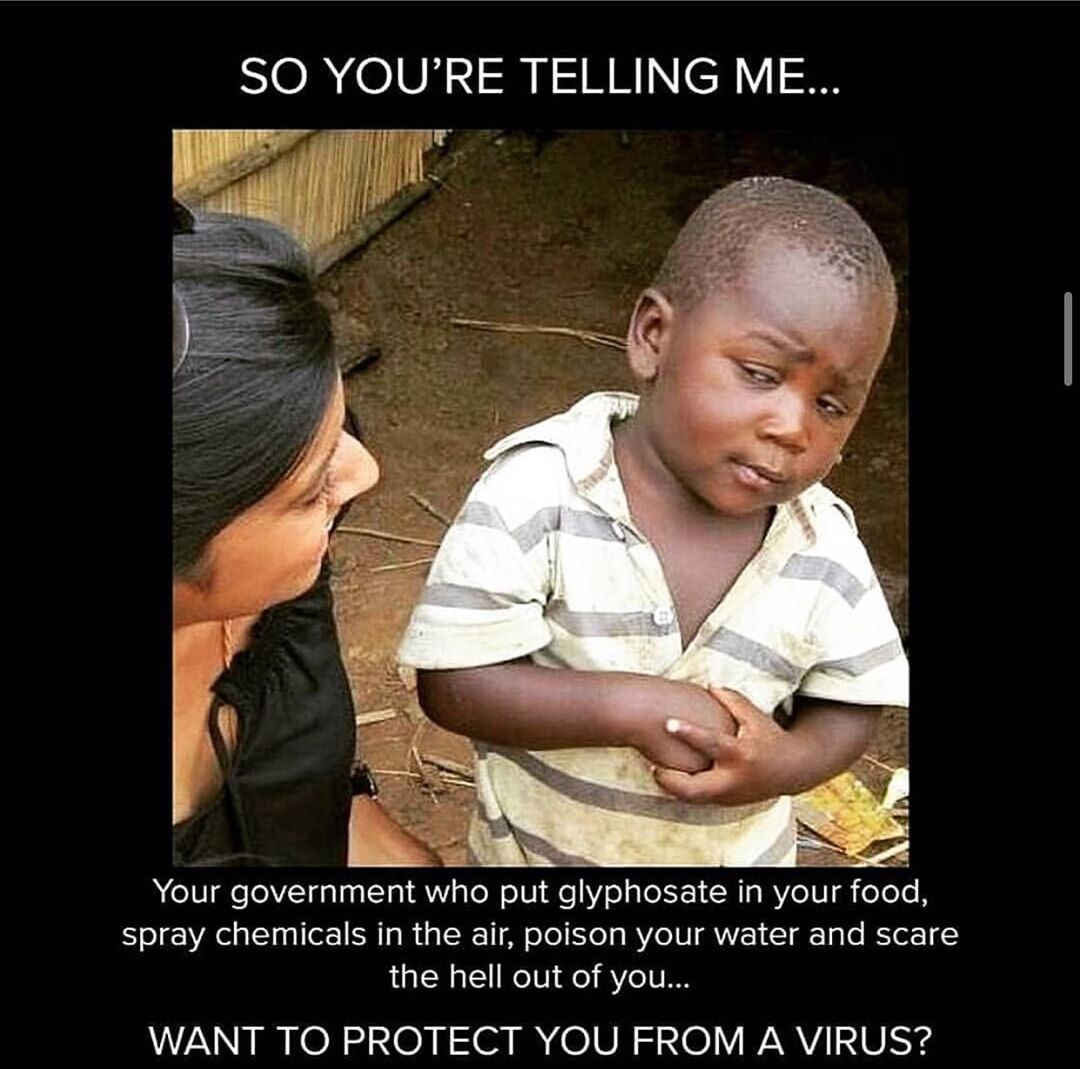 SO YOU’RE TELLING ME...
Your government who put glyphosate in your food,
spray chemicals in the air, poison your water and scare
the hell out of you...
WANT TO PROTECT YOU FROM A VIRUS?